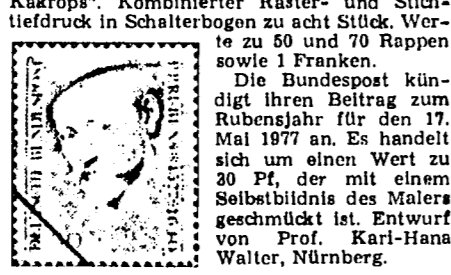 Kakrops". Kombinierter Raster- und Stich-
tiefdruck in Schalterbogen zu acht Stück. Wer-
te zu 50 und 70 Rappen
sowie 1 Franken.
Die Bundespost kün-
digt ihren Beitrag zum
Rubensjahr für den 17.
Mai 1977 an. Es handelt
sich um einen Wert zu
30 Pf, der mit einem
Selbstbildnis des Malers
geschmückt ist. Entwurf
von Prof. Karl-Hans
Walter, Nürnberg.